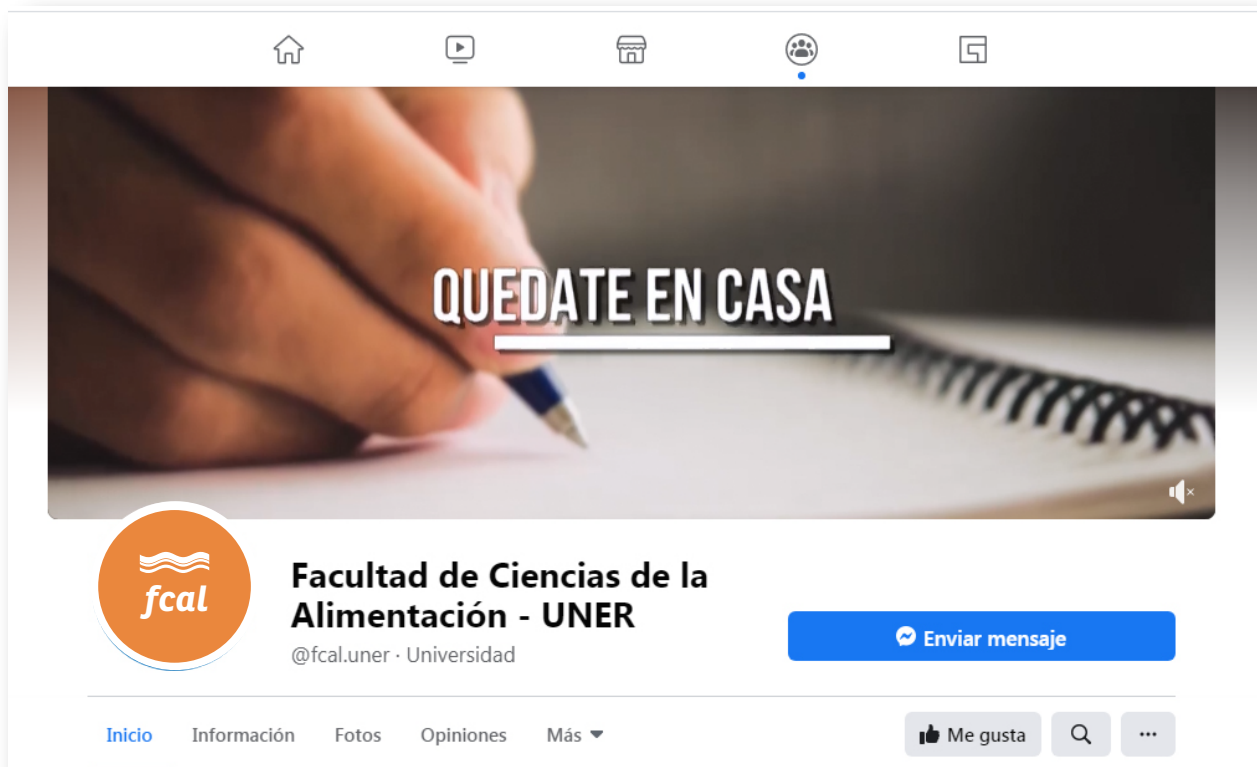 QUEDATE EN CASA
fcal
Facultad de Ciencias de la
Alimentación - UNER
@fcal.uner · Universidad
Enviar mensaje
Inicio Información Fotos Opiniones Más Me gusta